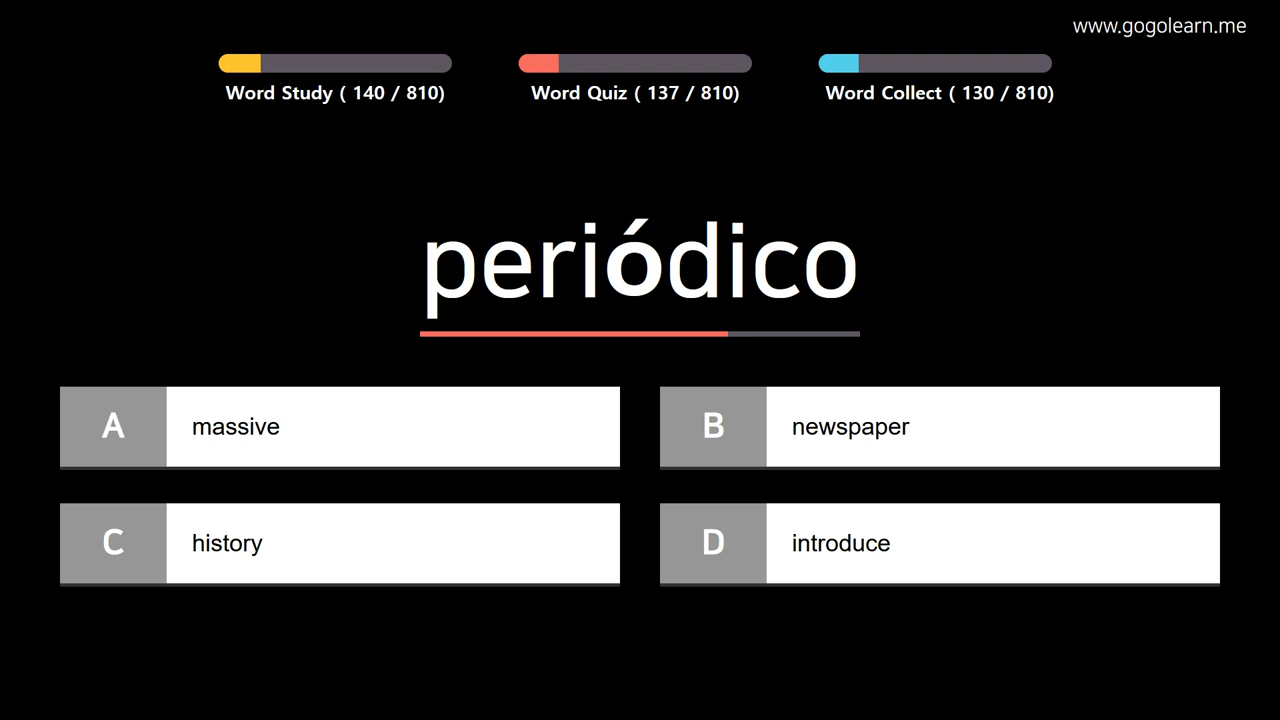 www.gogolearn.me
Word Study ( 140 / 810)
Word Quiz ( 137 / 810)
Word Collect ( 130 / 810)
periódico
A massive
B newspaper
C history
D introduce